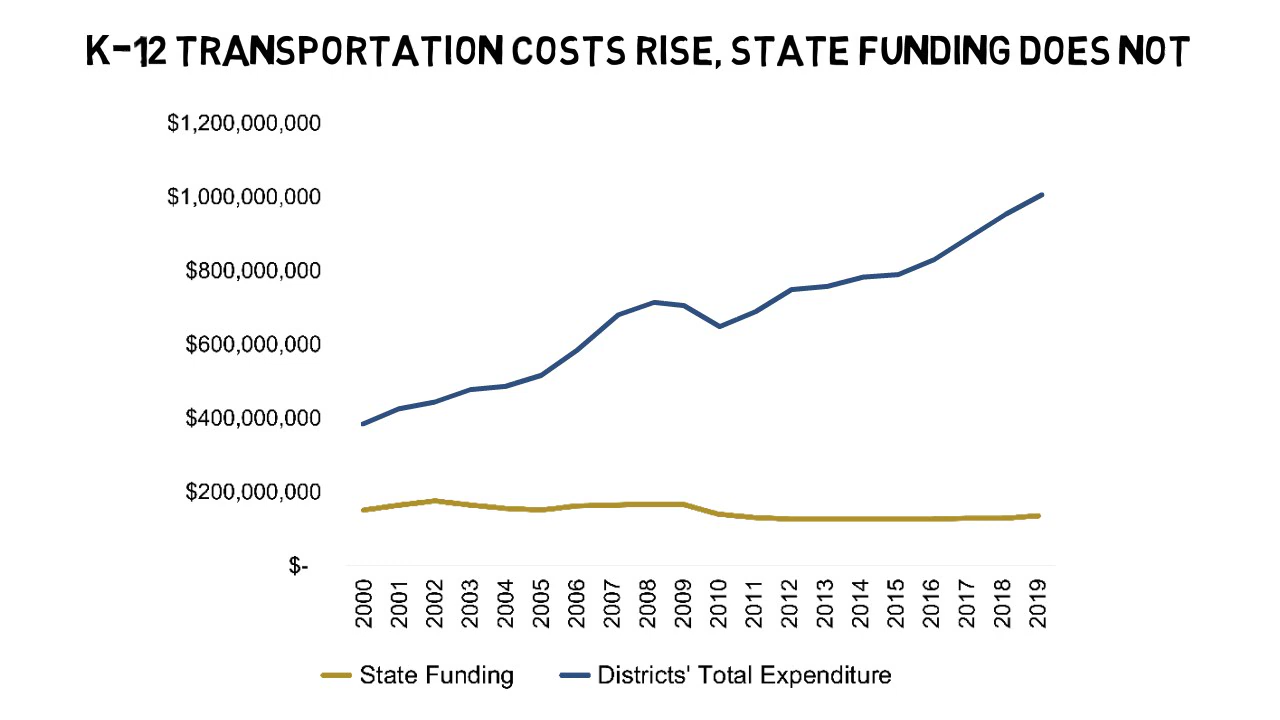 K-12 TRANSPORTATION COSTS RISE, STATE FUNDING DOES NOT
$1,200,000,000
$1,000,000,000
$800,000,000
$600,000,000
$400,000,000
$200,000,000
$-
2000 2001 2002 2003 2004 2005 2006 2007 2008 2009 2010 2011 2012 2013 2014 2015 2016 2017 2018 2019
State Funding Districts' Total Expenditure